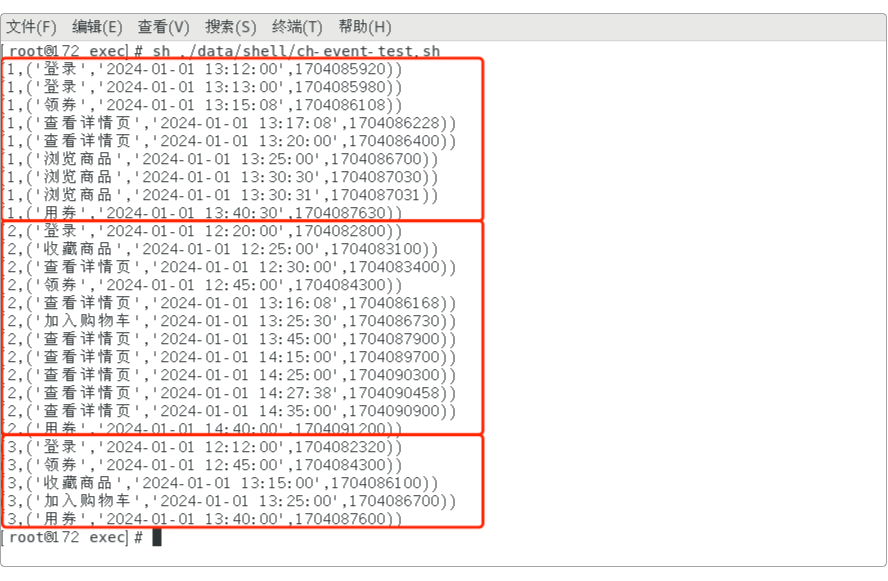 文件(F) 编辑(E) 查看(V) 搜索(S) 终端(T) 帮助(H)
[root@172 exec]# sh ./data/shell/ch-event-test.sh
(1,('登录','2024-01-01 13:12:00',1704085920))
(1,('登录','2024-01-01 13:13:00',1704085980))
(1,('领券','2024-01-01 13:15:08',1704086108))
(1,('查看详情页','2024-01-01 13:17:08',1704086228))
(1,('查看详情页','2024-01-01 13:20:00',1704086400))
(1,('浏览商品','2024-01-01 13:25:00',1704086700))
(1,('浏览商品','2024-01-01 13:30:30',1704087030))
(1,('浏览商品','2024-01-01 13:30:31',1704087031))
(1,('用券','2024-01-01 13:40:30',1704087630))
(2,('登录','2024-01-01 12:20:00',1704082800))
(2,('收藏商品','2024-01-01 12:25:00',1704083100))
(2,('查看详情页','2024-01-01 12:30:00',1704083400))
(2,('领券','2024-01-01 12:45:00',1704084300))
(2,('查看详情页','2024-01-01 13:16:08',1704086168))
(2,('加入购物车','2024-01-01 13:25:30',1704086730))
(2,('查看详情页','2024-01-01 13:45:00',1704087900))
(2,('查看详情页','2024-01-01 14:15:00',1704089700))
(2,('查看详情页','2024-01-01 14:25:00',1704090300))
(2,('查看详情页','2024-01-01 14:27:38',1704090458))
(2,('查看详情页','2024-01-01 14:35:00',1704090900))
(2,('用券','2024-01-01 14:40:00',1704091200))
(3,('登录','2024-01-01 12:12:00',1704082320))
(3,('领券','2024-01-01 12:45:00',1704084300))
(3,('收藏商品','2024-01-01 13:15:00',1704086100))
(3,('加入购物车','2024-01-01 13:25:00',1704086700))
(3,('用券','2024-01-01 13:40:00',1704087600))
[root@172 exec]#